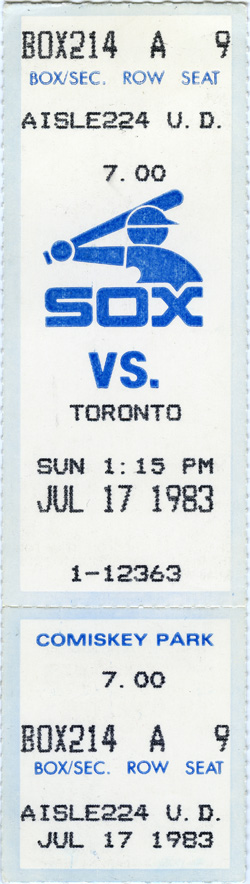 BOX214 A 9
BOX/SEC. ROW SEAT
AISLE224 U.D.
7.00
SOX
VS.
TORONTO
SUN 1:15 PM
JUL 17 1983
1-12363
COMISKEY PARK
7.00
BOX214 A 9
BOX/SEC. ROW SEAT
AISLE224 U.D.
JUL 17 1983